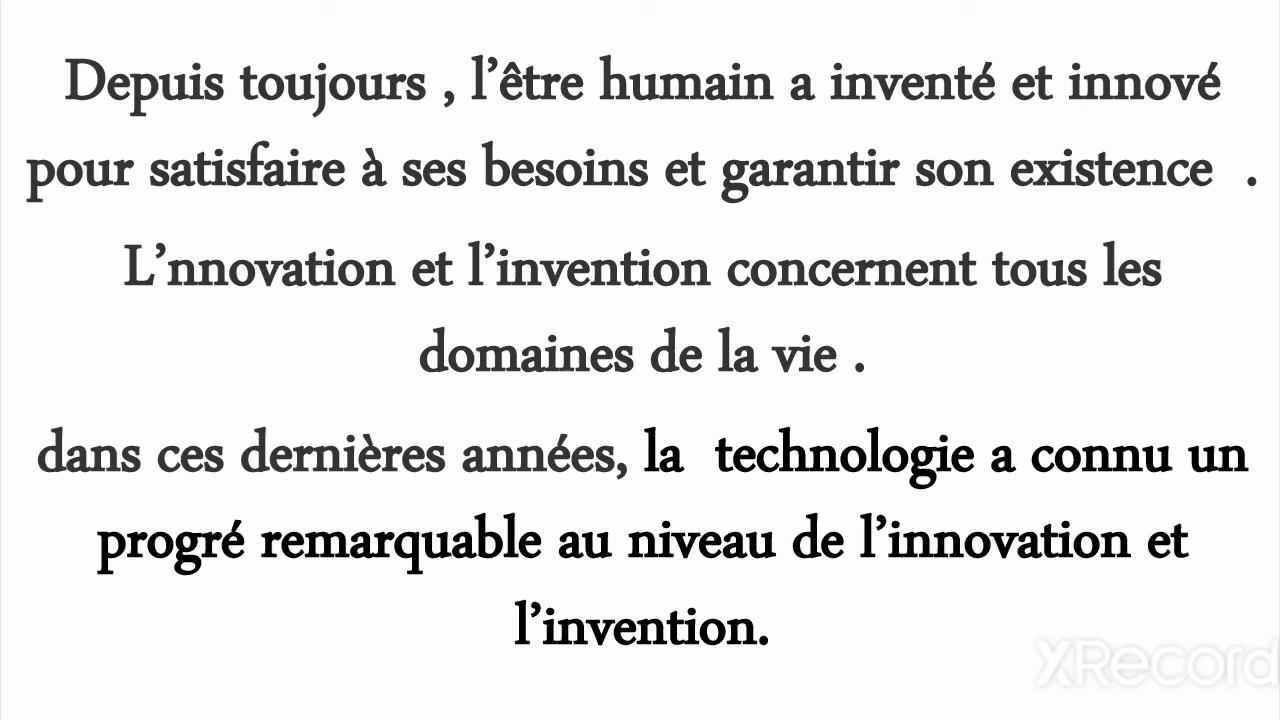 Depuis toujours , l’être humain a inventé et innové
pour satisfaire à ses besoins et garantir son existence  .
L’nnovation et l’invention concernent tous les
domaines de la vie .
dans ces dernières années, la  technologie a connu un
progré remarquable au niveau de l’innovation et
l’invention.
XRecord